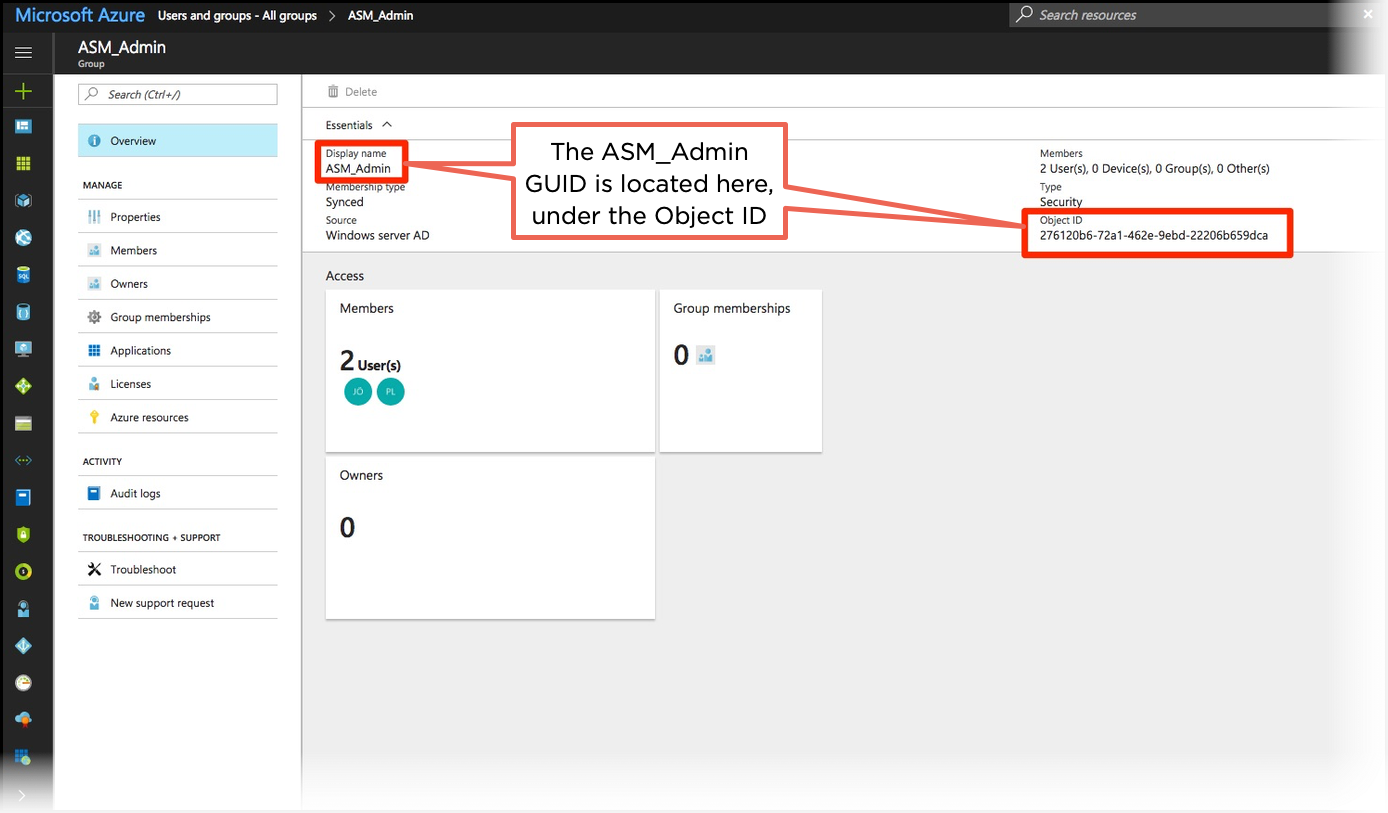 Microsoft Azure Users and groups - All groups > ASM_Admin
Search resources
ASM_Admin
Group
Search (Ctrl+/)
Overview
MANAGE
Properties
Members
Owners
Group memberships
Applications
Licenses
Azure resources
ACTIVITY
Audit logs
TROUBLESHOOTING + SUPPORT
Troubleshoot
New support request
Delete
Essentials
Display name
ASM_Admin
Membership type
Synced
Source
Windows server AD
The ASM_Admin
GUID is located here,
under the Object ID
Members
2 User(s), 0 Device(s), 0 Group(s), 0 Other(s)
Type
Security
Object ID
276120b6-72a1-462e-9ebd-22206b659dca
Access
Members
2 User(s)
JÖ PL
Group memberships
0
Owners
0